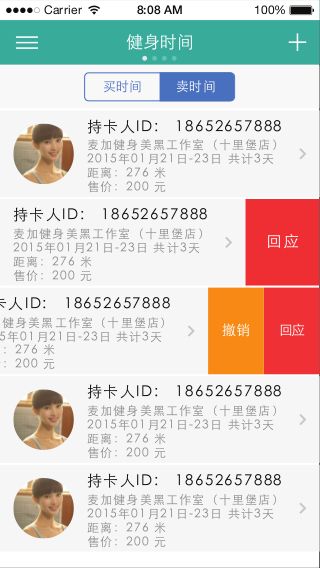 Carrier 8:08 AM 100%
健身时间
买时间 卖时间
持卡人ID： 18652657888
麦加健身美黑工作室（十里堡店）
2015年01月21日-23日 共计3天
距离：276 米
售价：200 元
持卡人ID： 18652657888
麦加健身美黑工作室（十里堡店）
2015年01月21日-23日 共计3天
距离：276 米
售价：200 元
回应
卡人ID： 18652657888
健身美黑工作室（十里堡店）
5年01月21日-23日 共计3天
：276 米
：200 元
撤销 回应
持卡人ID： 18652657888
麦加健身美黑工作室（十里堡店）
2015年01月21日-23日 共计3天
距离：276 米
售价：200 元
持卡人ID： 18652657888
麦加健身美黑工作室（十里堡店）
2015年01月21日-23日 共计3天
距离：276 米
售价：200 元